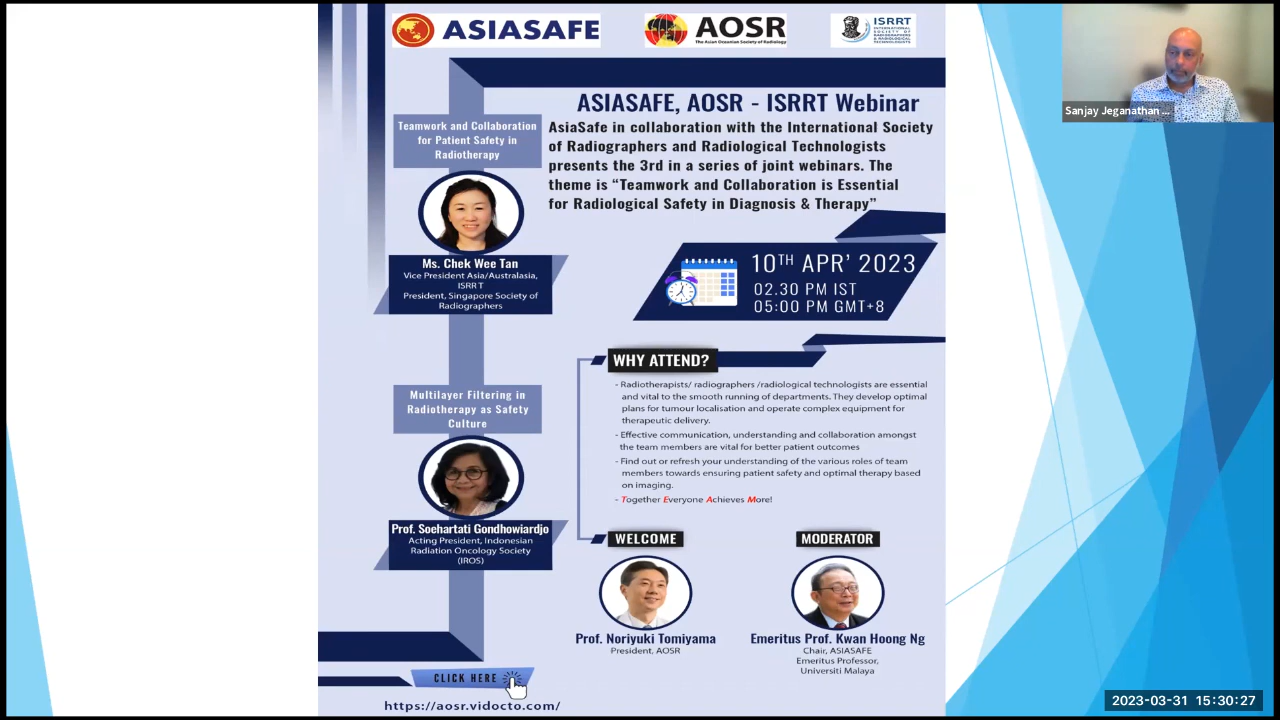 ASIASAFE
AOSR
The Asian Oceanian Society of Radiology
ISRRT
INTERNATIONAL
SOCIETY OF
RADIOGRAPHERS
& RADIOLOGICAL
TECHNOLOGISTS
Sanjay Jeganathan ...
ASIASAFE, AOSR - ISRRT Webinar
AsiaSafe in collaboration with the International Society
of Radiographers and Radiological Technologists
presents the 3rd in a series of joint webinars. The
theme is “Teamwork and Collaboration is Essential
for Radiological Safety in Diagnosis & Therapy”
Teamwork and Collaboration
for Patient Safety in
Radiotherapy
Ms. Chek Wee Tan
Vice President Asia/Australasia,
ISRRT
President, Singapore Society of
Radiographers
10TH APR' 2023
02.30 PM IST
05:00 PM GMT+8
WHY ATTEND?
- Radiotherapists/ radiographers /radiological technologists are essential
and vital to the smooth running of departments. They develop optimal
plans for tumour localisation and operate complex equipment for
therapeutic delivery.
- Effective communication, understanding and collaboration amongst
the team members are vital for better patient outcomes
- Find out or refresh your understanding of the various roles of team
members towards ensuring patient safety and optimal therapy based
on imaging.
- Together Everyone Achieves More!
Multilayer Filtering in
Radiotherapy as Safety
Culture
Prof. Soehartati Gondhowiardjo
Acting President, Indonesian
Radiation Oncology Society
(IROS)
WELCOME
Prof. Noriyuki Tomiyama
President, AOSR
MODERATOR
Emeritus Prof. Kwan Hoong Ng
Chair, ASIASAFE
Emeritus Professor,
Universiti Malaya
CLICK HERE
https://aosr.vidocto.com/
2023-03-31 15:30:27